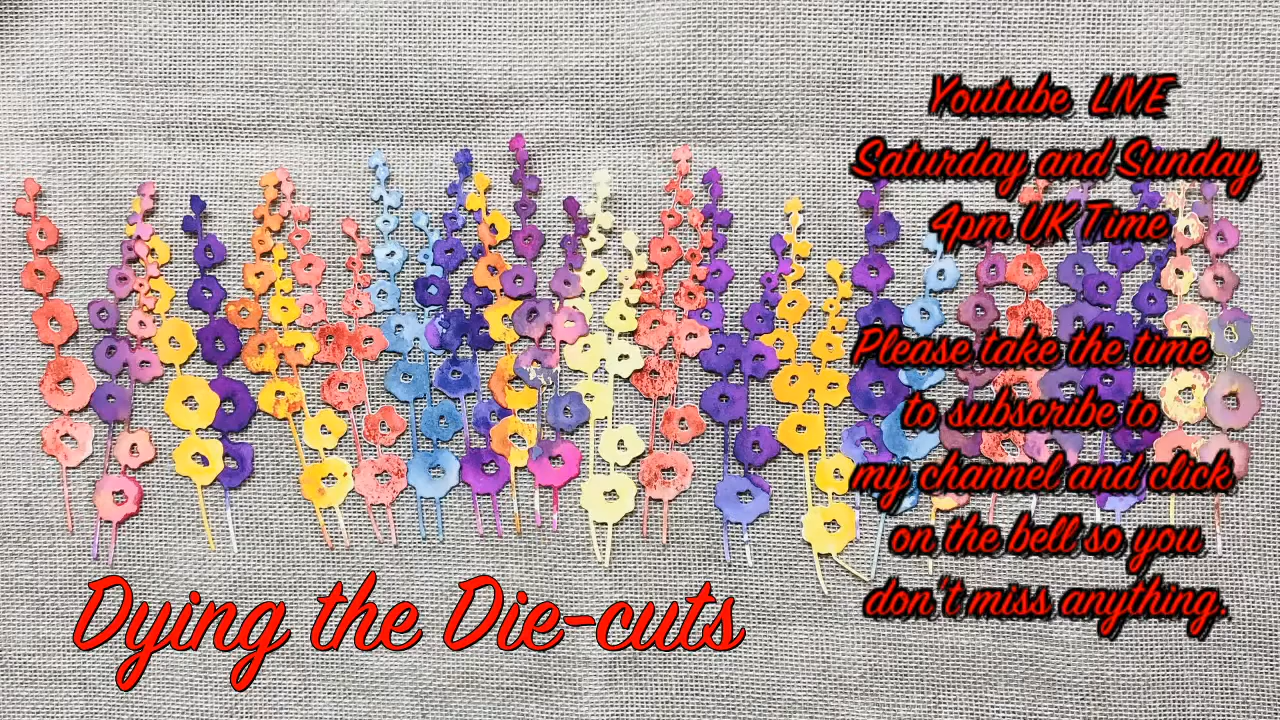 Youtube LIVE
Saturday and Sunday
4pm UK Time
Please take the time
to subscribe to
my channel and click
on the bell so you
don't miss anything.
Dying the Die-cuts